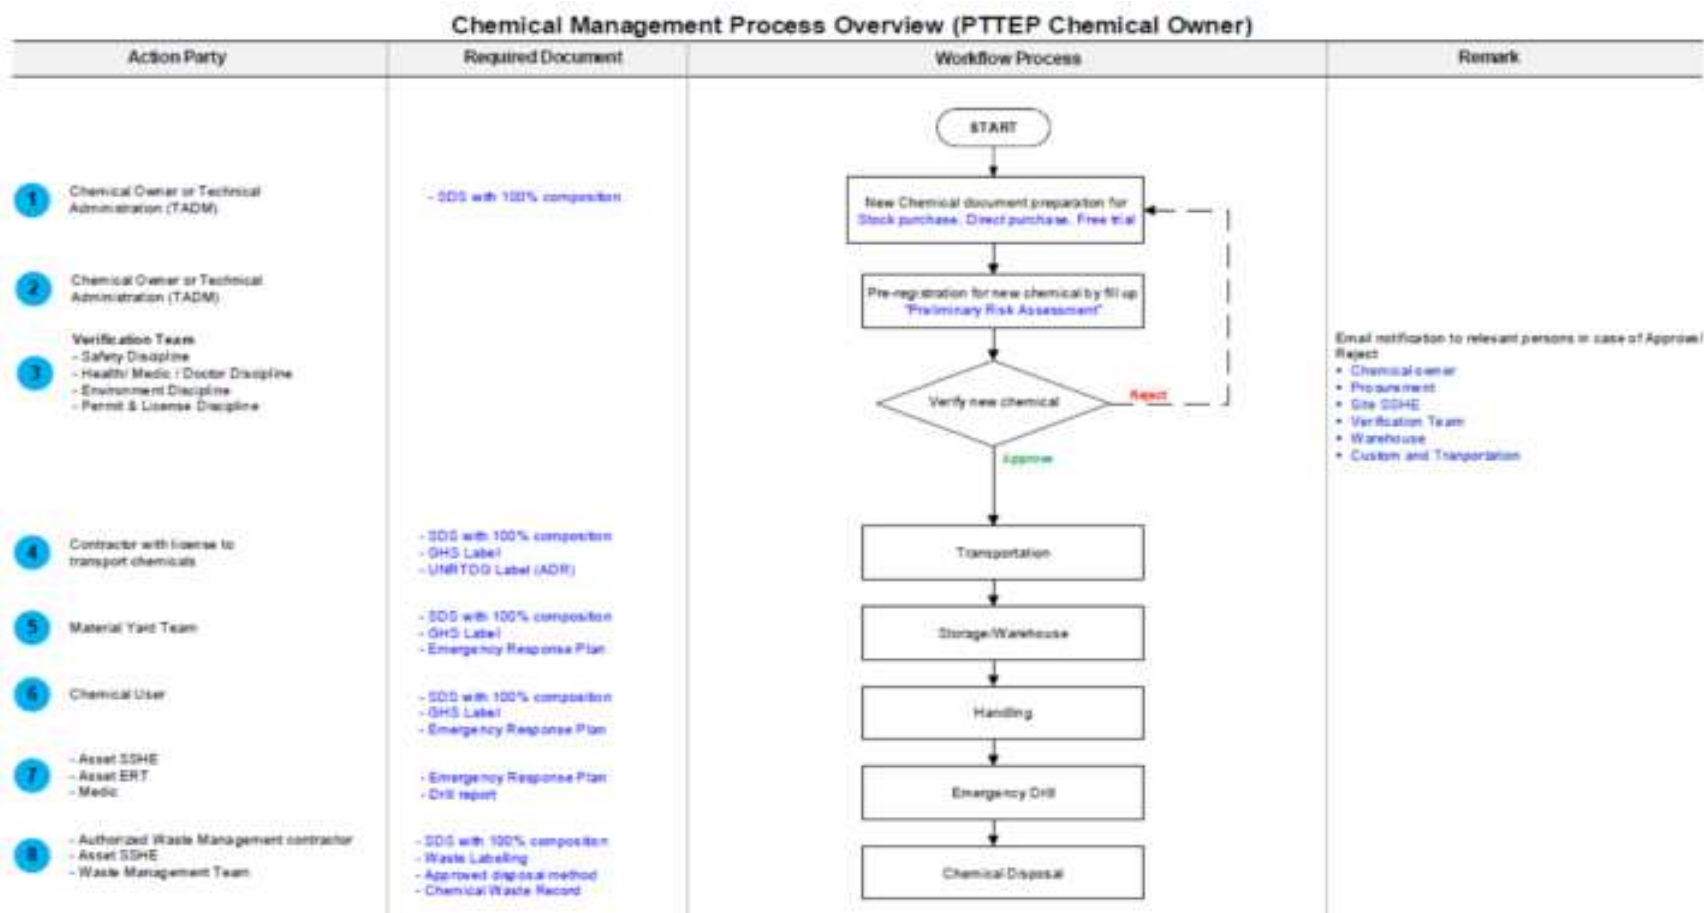 Chemical Management Process Overview (PTTEP Chemical Owner)
Action Party
Required Document
Workflow Process
Remark
START
1
Chemical Owner or Technical
Administration (TADM)
- SDS with 100% composition
New Chemical document preparation for
Stock purchase, Direct purchase, Free trial
2
Chemical Owner or Technical
Administration (TADM)
Pre-registration for new chemical by fill up
"Preliminary Risk Assessment"
3
Verification Team
- Safety Discipline
- Health/ Medic / Doctor Discipline
- Environment Discipline
- Permit & License Discipline
Verify new chemical
Reject
Approve
Email notification to relevant persons in case of Approve/
Reject
• Chemical owner
• Procurement
• Site SSHE
• Verification Team
• Warehouse
• Custom and Tranportation
4
Contractor with license to
transport chemicals
- SDS with 100% composition
- GHS Label
- UNRTDG Label (ADR)
Transportation
5
Material Yard Team
- SDS with 100% composition
- GHS Label
- Emergency Response Plan
Storage/Warehouse
6
Chemical User
- SDS with 100% composition
- GHS Label
- Emergency Response Plan
Handling
7
- Asset SSHE
- Asset ERT
- Medic
- Emergency Response Plan
- Drill report
Emergency Drill
8
- Authorized Waste Management contractor
- Asset SSHE
- Waste Management Team
- SDS with 100% composition
- Waste Labelling
- Approved disposal method
- Chemical Waste Record
Chemical Disposal